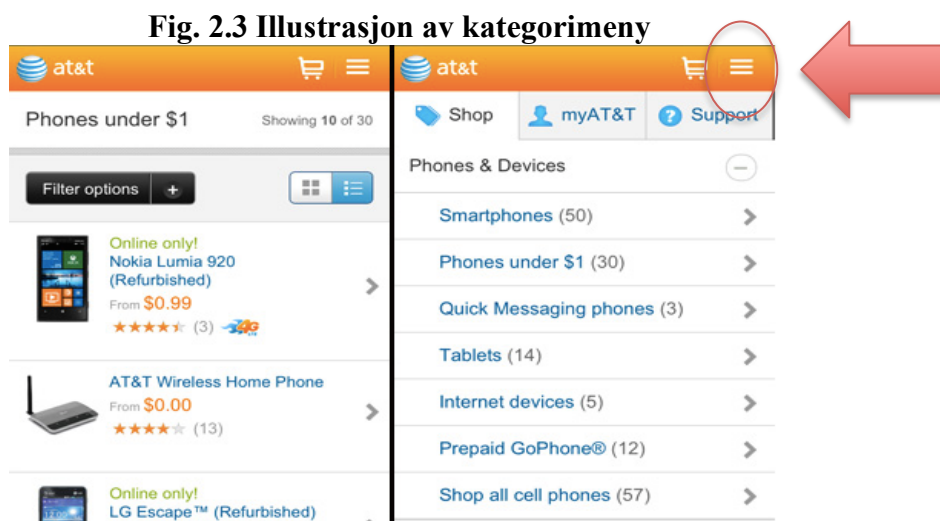 Fig. 2.3 Illustrasjon av kategorimeny
at&t
Phones under $1
Showing 10 of 30
Filter options +
Online only!
Nokia Lumia 920
(Refurbished)
From $0.99
(3) 4G
AT&T Wireless Home Phone
From $0.00
(13)
Online only!
LG Escape™ (Refurbished)
at&t
Shop
myAT&T
Support
Phones & Devices
Smartphones (50)
Phones under $1 (30)
Quick Messaging phones (3)
Tablets (14)
Internet devices (5)
Prepaid GoPhone® (12)
Shop all cell phones (57)